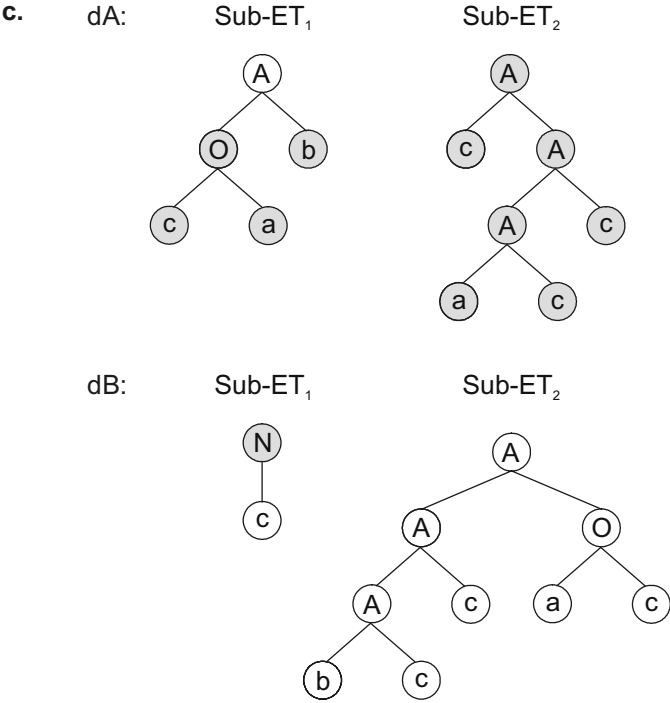 c. dA: Sub-ET₁ Sub-ET₂
A A
O b c A
c a A c
a c
dB: Sub-ET₁ Sub-ET₂
N A
c A O
A c a c
b c